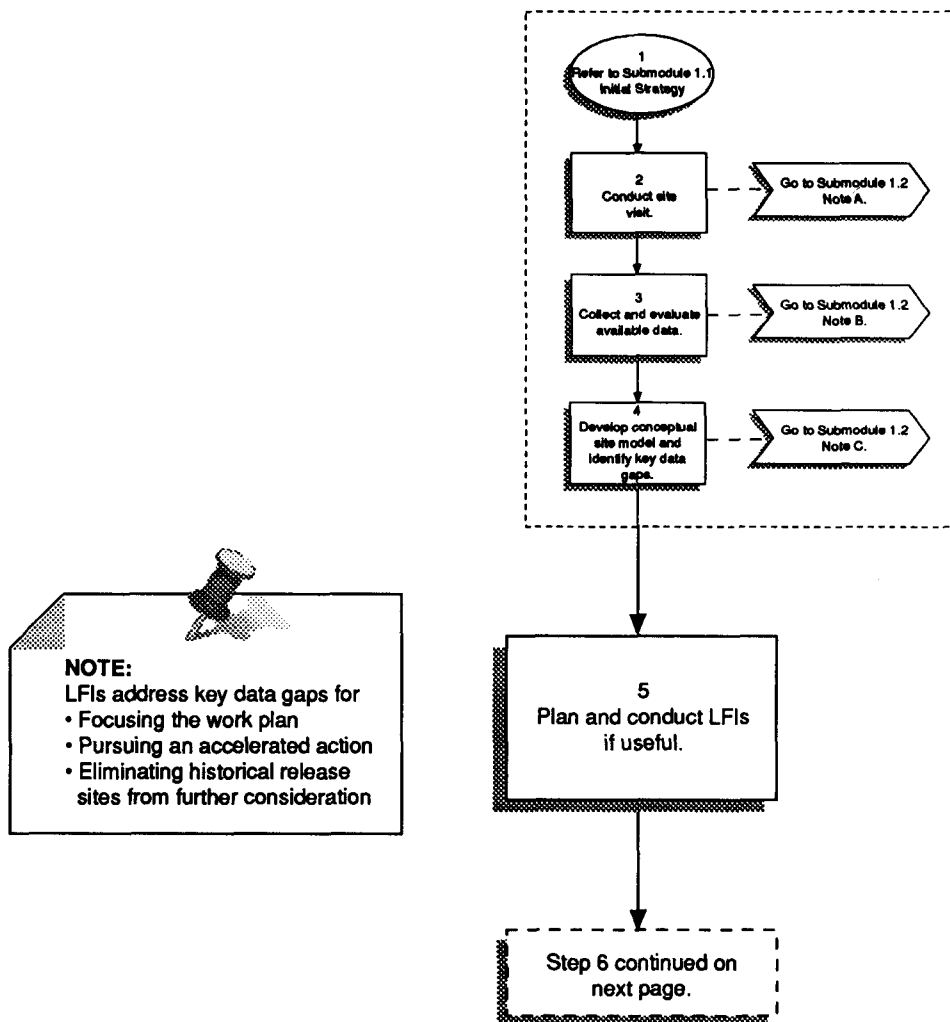 1
Refer to Submodule 1.1
Initial Strategy
2
Conduct site
visit.
Go to Submodule 1.2
Note A.
3
Collect and evaluate
available data.
Go to Submodule 1.2
Note B.
4
Develop conceptual
site model and
identify key data
gaps.
Go to Submodule 1.2
Note C.
NOTE:
LFIs address key data gaps for
• Focusing the work plan
• Pursuing an accelerated action
• Eliminating historical release
sites from further consideration
5
Plan and conduct LFIs
if useful.
Step 6 continued on
next page.